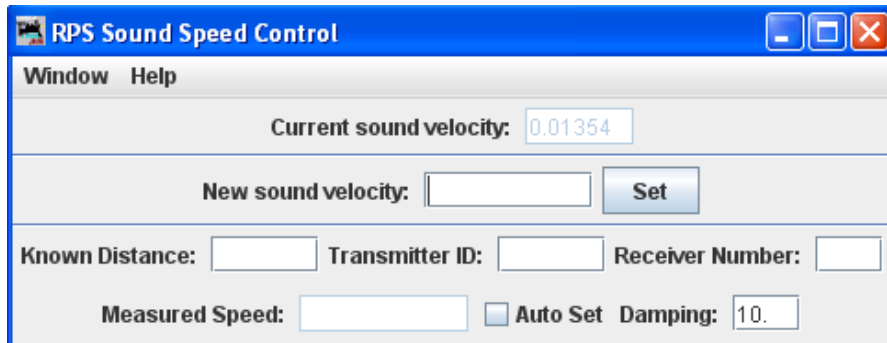 RPS Sound Speed Control
Window Help
Current sound velocity: 0.01354
New sound velocity: Set
Known Distance: Transmitter ID: Receiver Number:
Measured Speed: Auto Set Damping: 10.